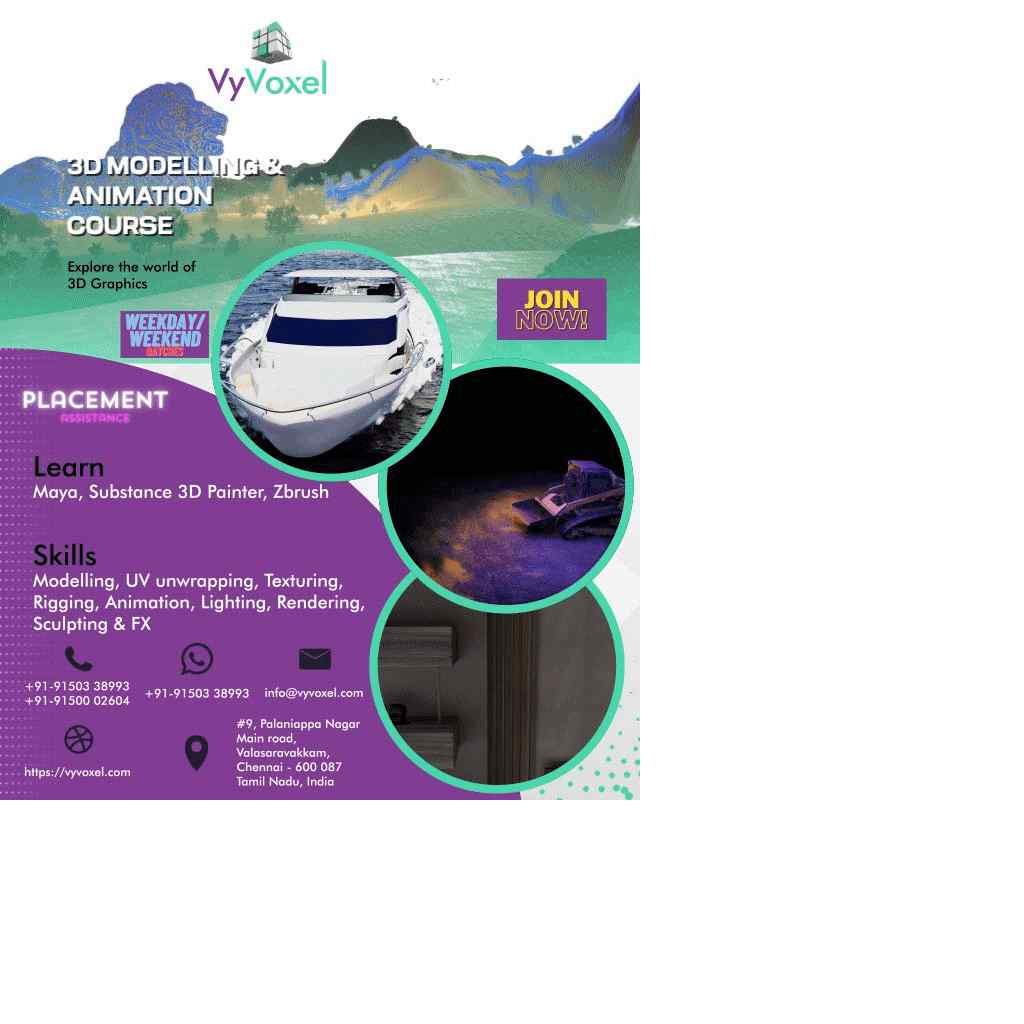 VyVoxel
3D MODELLING &
ANIMATION
COURSE
Explore the world of
3D Graphics
WEEKDAY/
WEEKEND
BATCHES
JOIN
NOW!
PLACEMENT
ASSISTANCE
Learn
Maya, Substance 3D Painter, Zbrush
Skills
Modelling, UV unwrapping, Texturing,
Rigging, Animation, Lighting, Rendering,
Sculpting & FX
+91-91503 38993
+91-91500 02604
+91-91503 38993
info@vyvoxel.com
https://vyvoxel.com
#9, Palaniappa Nagar
Main road,
Valasaravakkam,
Chennai - 600 087
Tamil Nadu, India